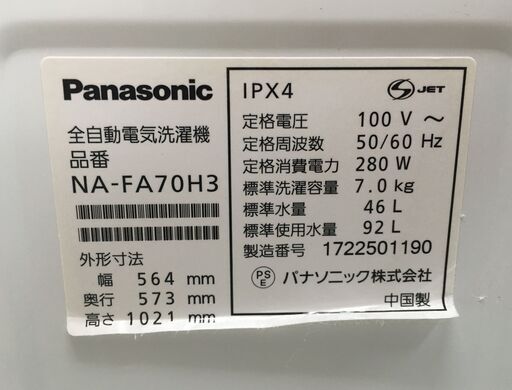 Panasonic
全自動電気洗濯機
品番
NA-FA70H3
外形寸法
幅 564 mm
奥行 573 mm
高さ 1021 mm
IPX4
S JET
定格電圧 100 V ～
定格周波数 50/60 Hz
定格消費電力 280 W
標準洗濯容量 7.0 kg
標準水量 46 L
標準使用水量 92 L
製造番号 1722501190
PS E パナソニック株式会社
中国製